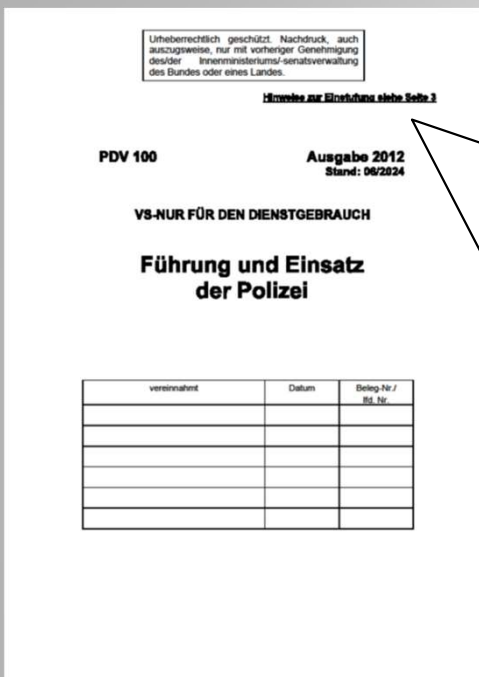 Urheberrechtlich geschützt. Nachdruck, auch
auszugsweise, nur mit vorheriger Genehmigung
des/der Innenministeriums/-senatsverwaltung
des Bundes oder eines Landes.
Hinweise zur Einstufung siehe Seite 3
PDV 100 Ausgabe 2012
Stand: 06/2024
VS-NUR FÜR DEN DIENSTGEBRAUCH
Führung und Einsatz
der Polizei
vereinnahmt Datum Beleg-Nr./
lfd. Nr.